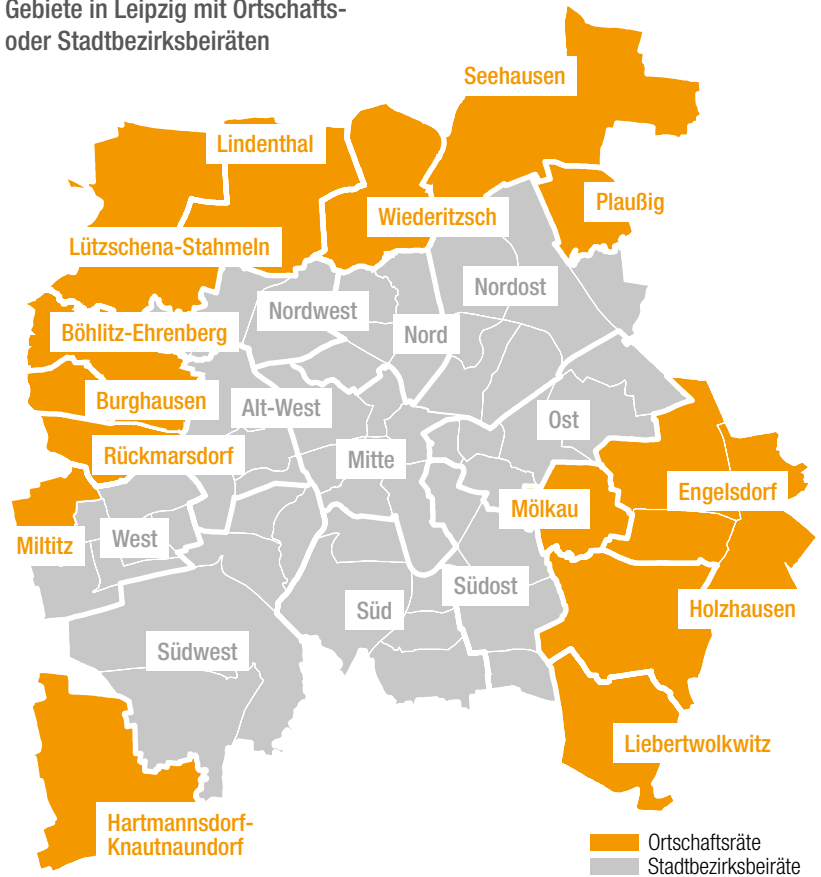 Gebiete in Leipzig mit Ortschafts-
oder Stadtbezirksbeiräten
Seehausen
Lindenthal
Plaußig
Wiederitzsch
Lützschena-Stahmeln
Nordost
Nordwest
Nord
Böhlitz-Ehrenberg
Burghausen
Alt-West
Ost
Rückmarsdorf
Mitte
Engelsdorf
Mölkau
Miltitz
West
Südost
Süd
Holzhausen
Südwest
Liebertwolkwitz
Hartmannsdorf-
Knautnaundorf
Ortschaftsräte
Stadtbezirksbeiräte